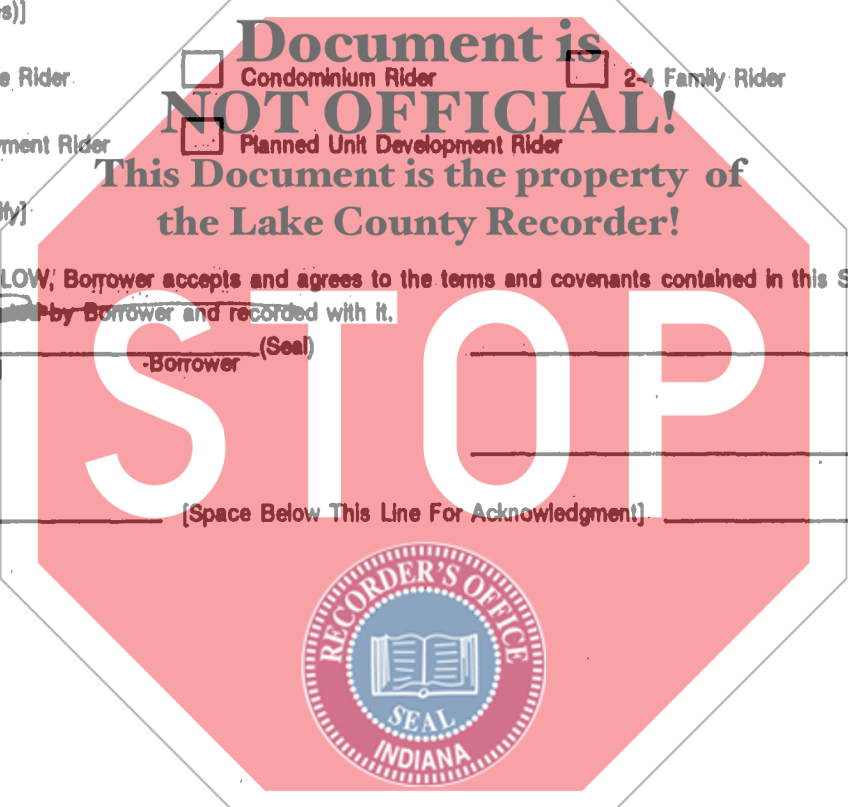 s)]
Document is
e Rider Condominium Rider 2-4 Family Rider
NOT OFFICIAL!
ment Rider Planned Unit Development Rider
This Document is the property of
ify]
the Lake County Recorder!
LOW, Borrower accepts and agrees to the terms and covenants contained in this S
by Borrower and recorded with it.
(Seal)
-Borrower
STOP
[Space Below This Line For Acknowledgment]
RECORDER'S OFFICE
SEAL
INDIANA